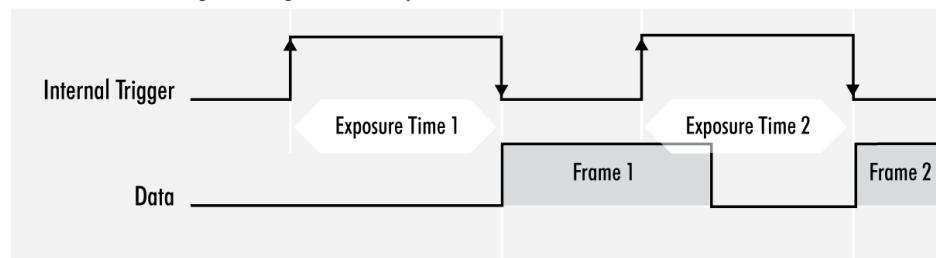 Internal Trigger
Exposure Time 1
Exposure Time 2
Frame 1
Frame 2
Data